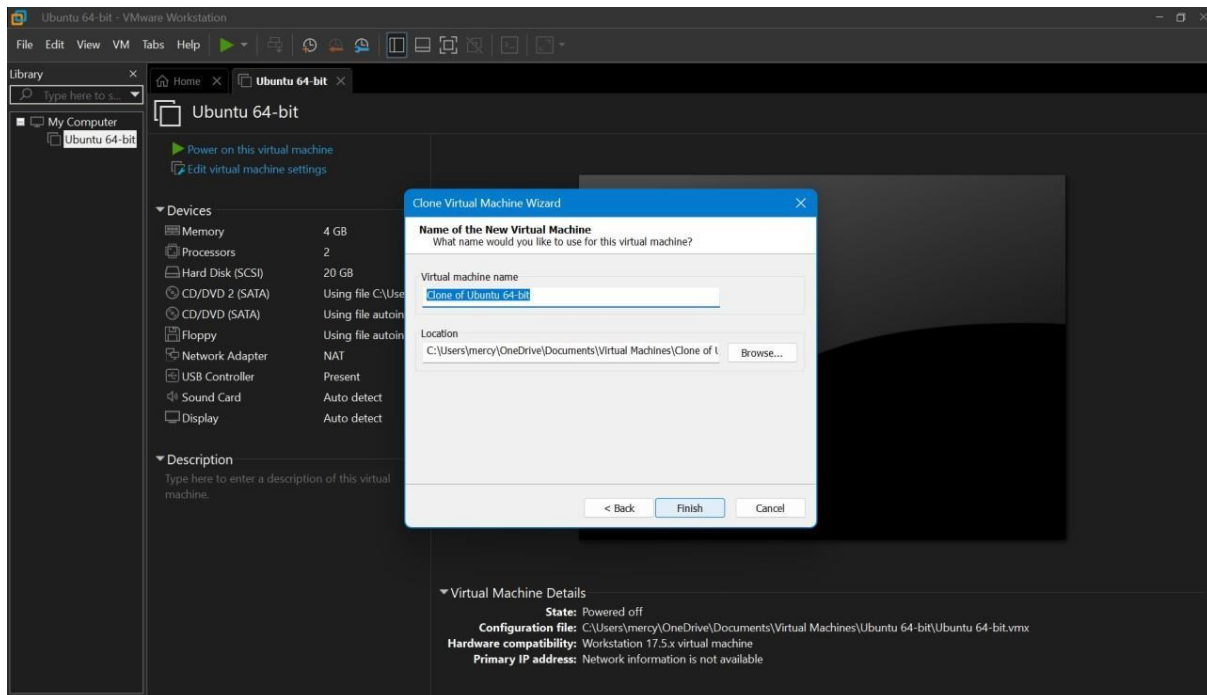 Ubuntu 64-bit - VMware Workstation
File Edit View VM Tabs Help
Library
Type here to s...
My Computer
Ubuntu 64-bit
Home
Ubuntu 64-bit
Ubuntu 64-bit
Power on this virtual machine
Edit virtual machine settings
Devices
Memory 4 GB
Processors 2
Hard Disk (SCSI) 20 GB
CD/DVD 2 (SATA) Using file C:\Use
CD/DVD (SATA) Using file autoin
Floppy Using file autoin
Network Adapter NAT
USB Controller Present
Sound Card Auto detect
Display Auto detect
Description
Type here to enter a description of this virtual
machine.
Clone Virtual Machine Wizard
Name of the New Virtual Machine
What name would you like to use for this virtual machine?
Virtual machine name
Clone of Ubuntu 64-bit
Location
C:\Users\mercy\OneDrive\Documents\Virtual Machines\Clone of U
Browse...
< Back Finish Cancel
Virtual Machine Details
State: Powered off
Configuration file: C:\Users\mercy\OneDrive\Documents\Virtual Machines\Ubuntu 64-bit\Ubuntu 64-bit.vmx
Hardware compatibility: Workstation 17.5.x virtual machine
Primary IP address: Network information is not available